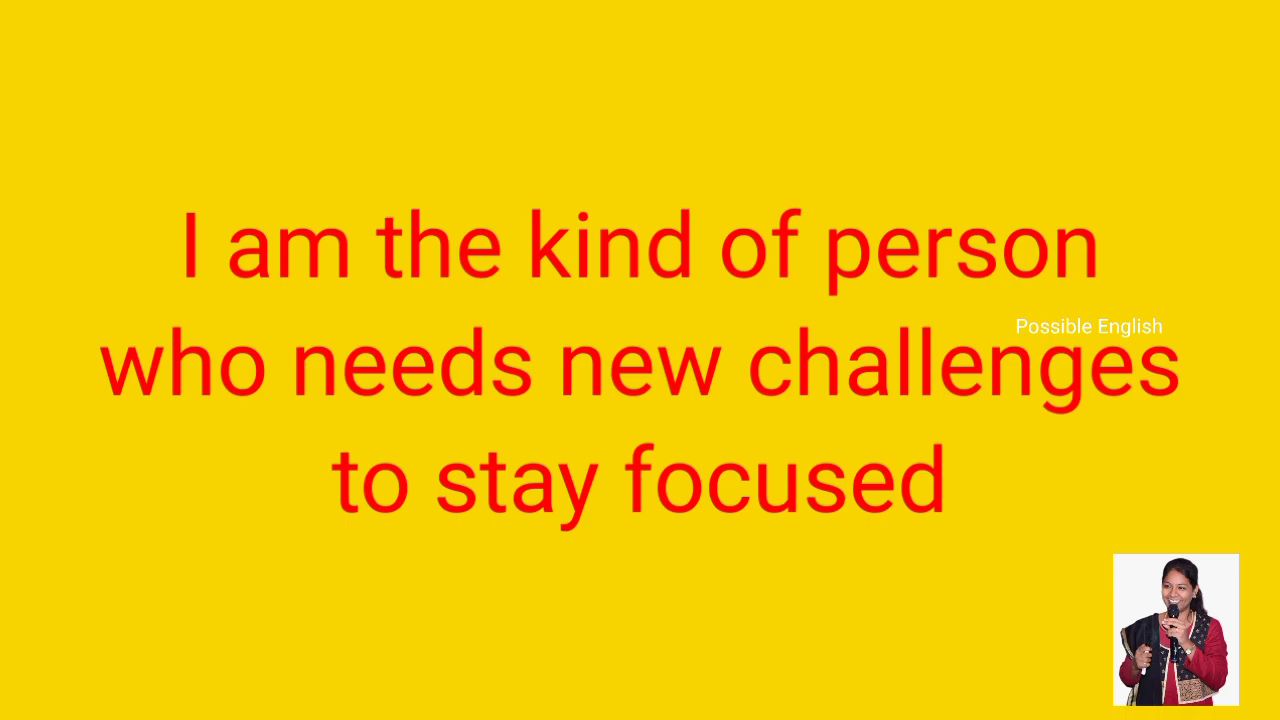 I am the kind of person
Possible English
who needs new challenges
to stay focused